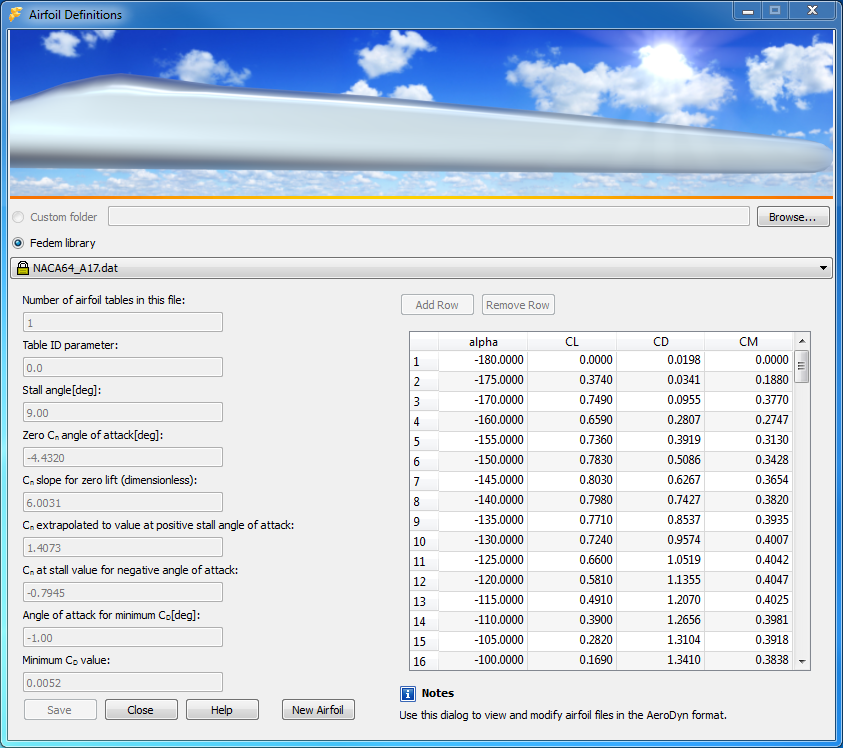 Airfoil Definitions
Custom folder
Browse...
Fedem library
NACA64_A17.dat
Number of airfoil tables in this file:
1
Table ID parameter:
0.0
Stall angle[deg]:
9.00
Zero Cn angle of attack[deg]:
-4.4320
Cn slope for zero lift (dimensionless):
6.0031
Cn extrapolated to value at positive stall angle of attack:
1.4073
Cn at stall value for negative angle of attack:
-0.7945
Angle of attack for minimum CD[deg]:
-1.00
Minimum CD value:
0.0052
Save Close Help New Airfoil
Add Row Remove Row
alpha CL CD CM
1 -180.0000 0.0000 0.0198 0.0000
2 -175.0000 0.3740 0.0341 0.1880
3 -170.0000 0.7490 0.0955 0.3770
4 -160.0000 0.6590 0.2807 0.2747
5 -155.0000 0.7360 0.3919 0.3130
6 -150.0000 0.7830 0.5086 0.3428
7 -145.0000 0.8030 0.6267 0.3654
8 -140.0000 0.7980 0.7427 0.3820
9 -135.0000 0.7710 0.8537 0.3935
10 -130.0000 0.7240 0.9574 0.4007
11 -125.0000 0.6600 1.0519 0.4042
12 -120.0000 0.5810 1.1355 0.4047
13 -115.0000 0.4910 1.2070 0.4025
14 -110.0000 0.3900 1.2656 0.3981
15 -105.0000 0.2820 1.3104 0.3918
16 -100.0000 0.1690 1.3410 0.3838
Notes
Use this dialog to view and modify airfoil files in the AeroDyn format.